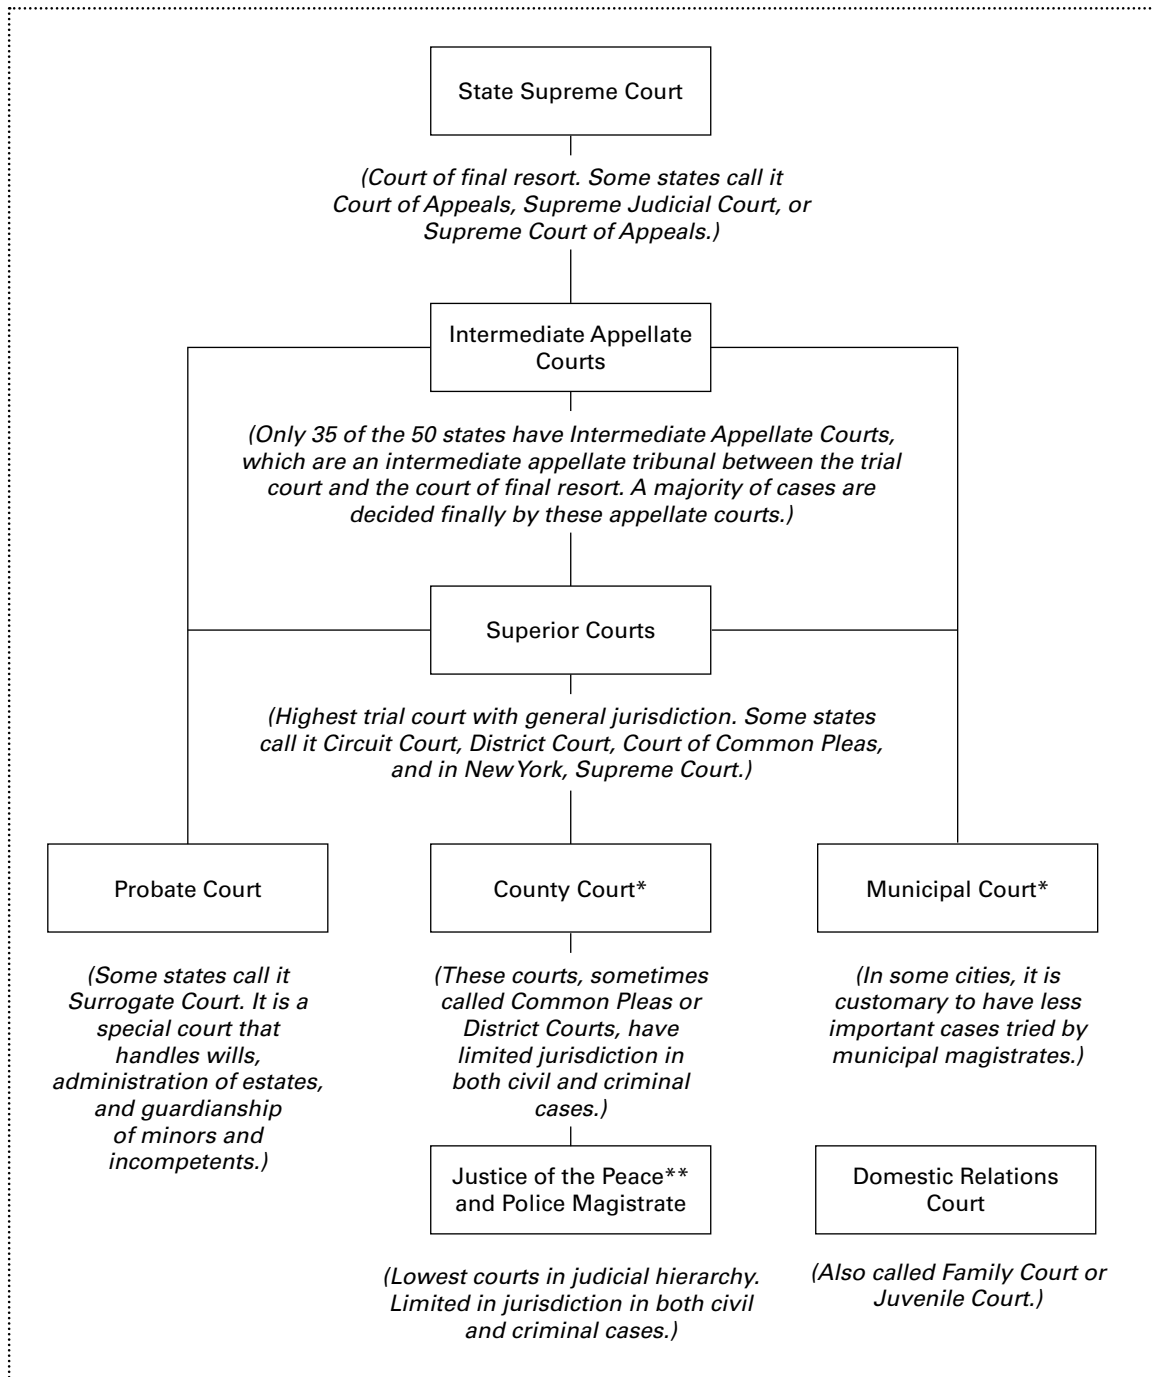 State Supreme Court
(Court of final resort. Some states call it
Court of Appeals, Supreme Judicial Court, or
Supreme Court of Appeals.)
Intermediate Appellate
Courts
(Only 35 of the 50 states have Intermediate Appellate Courts,
which are an intermediate appellate tribunal between the trial
court and the court of final resort. A majority of cases are
decided finally by these appellate courts.)
Superior Courts
(Highest trial court with general jurisdiction. Some states
call it Circuit Court, District Court, Court of Common Pleas,
and in New York, Supreme Court.)
Probate Court
(Some states call it
Surrogate Court. It is a
special court that
handles wills,
administration of estates,
and guardianship
of minors and
incompetents.)
County Court*
(These courts, sometimes
called Common Pleas or
District Courts, have
limited jurisdiction in
both civil and criminal
cases.)
Municipal Court*
(In some cities, it is
customary to have less
important cases tried by
municipal magistrates.)
Justice of the Peace**
and Police Magistrate
(Lowest courts in judicial hierarchy.
Limited in jurisdiction in both civil
and criminal cases.)
Domestic Relations
Court
(Also called Family Court or
Juvenile Court.)